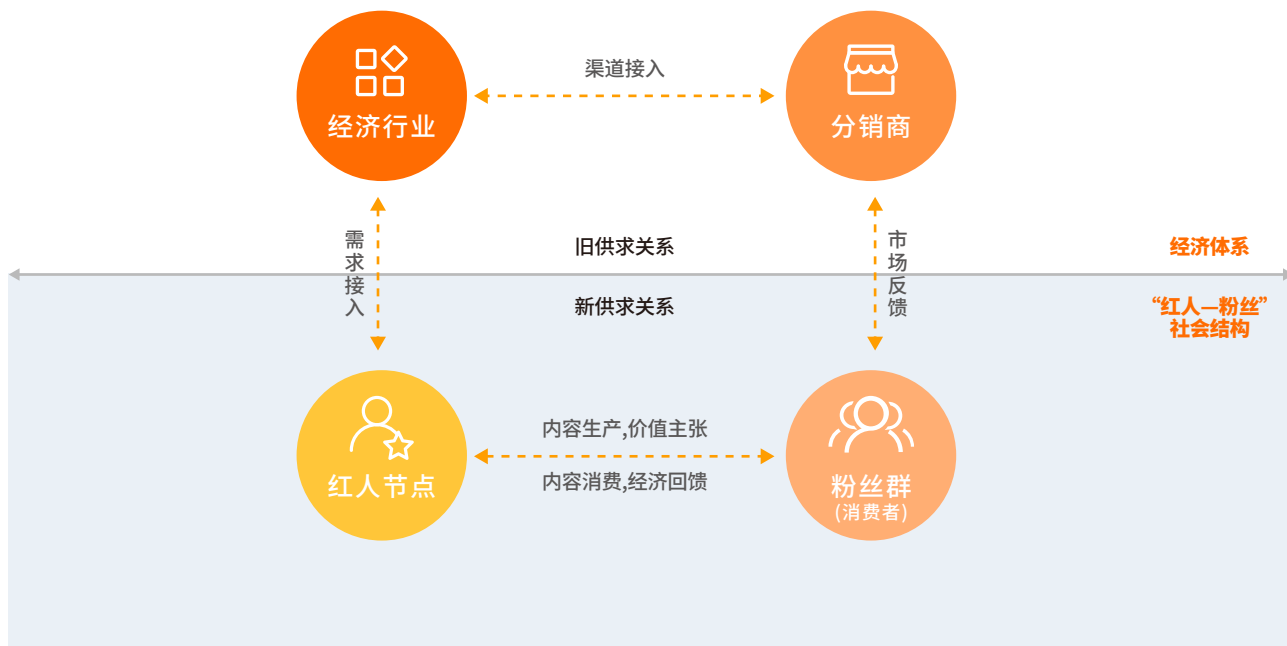 渠道接入
经济行业
分销商
需求接入
市场反馈
旧供求关系
经济体系
新供求关系
“红人—粉丝”
社会结构
内容生产,价值主张
内容消费,经济回馈
红人节点
粉丝群
(消费者)